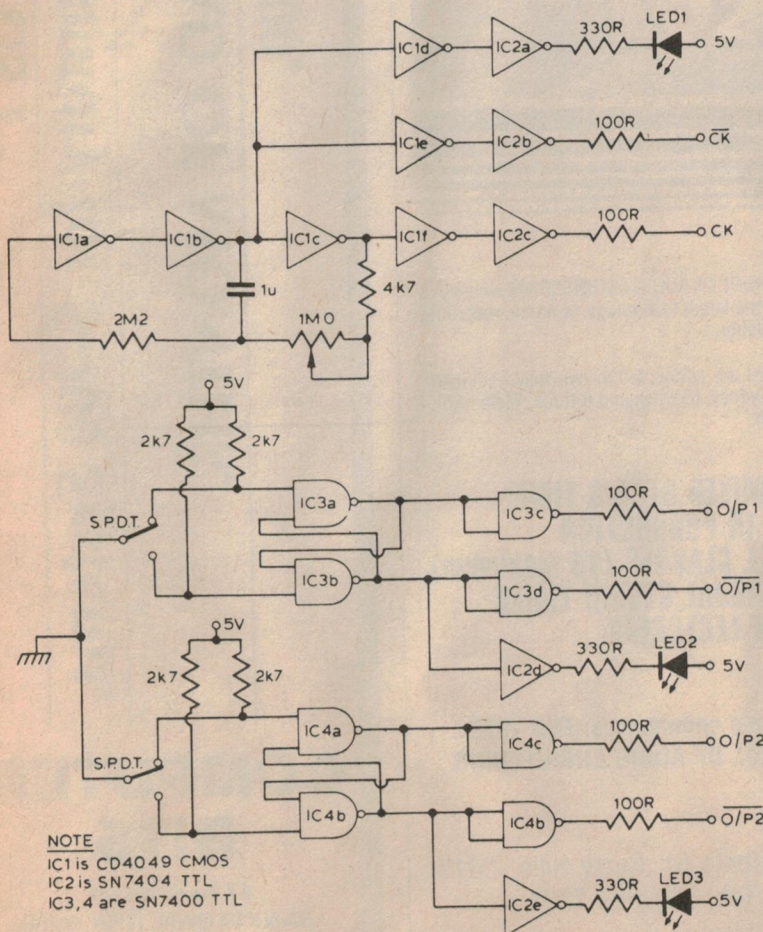 IC1d
IC2a
330R
LED1
5V
IC1e
IC2b
100R
C̅K̅
IC1a
IC1b
IC1c
IC1f
IC2c
100R
CK
1u
4k7
2M2
1M0
5V
2k7
2k7
S.P.D.T.
IC3a
IC3c
100R
O/P1
IC3b
IC3d
100R
O̅/̅P̅1̅
5V
IC2d
330R
LED2
5V
2k7
2k7
S.P.D.T.
IC4a
IC4c
100R
O/P2
IC4b
IC4b
100R
O̅/̅P̅2̅
IC2e
330R
LED3
5V
NOTE
IC1 is CD4049 CMOS
IC2 is SN7404 TTL
IC3,4 are SN7400 TTL